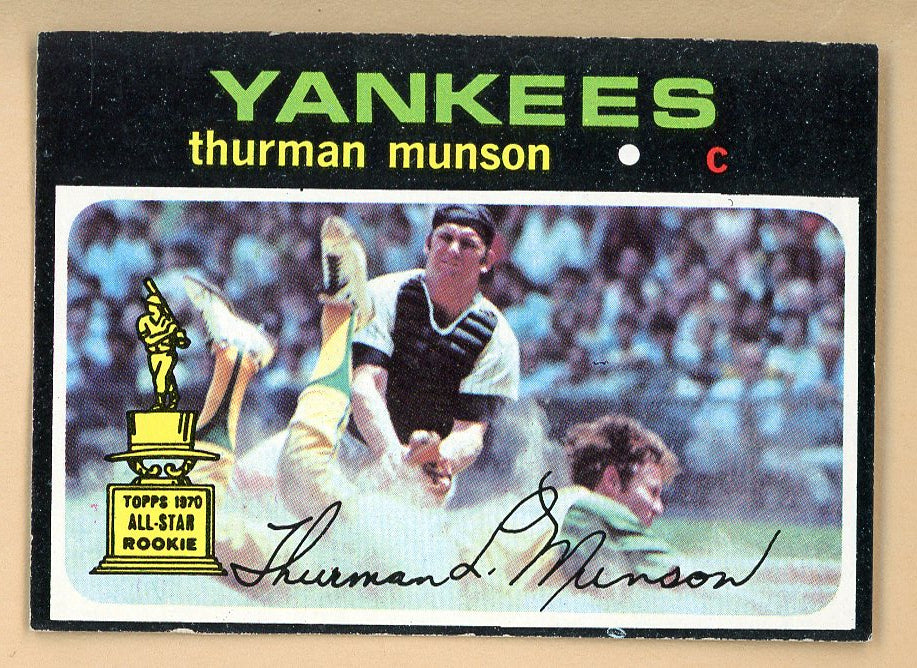 YANKEES
thurman munson • c
TOPPS 1970
ALL-STAR
ROOKIE
Thurman L. Munson